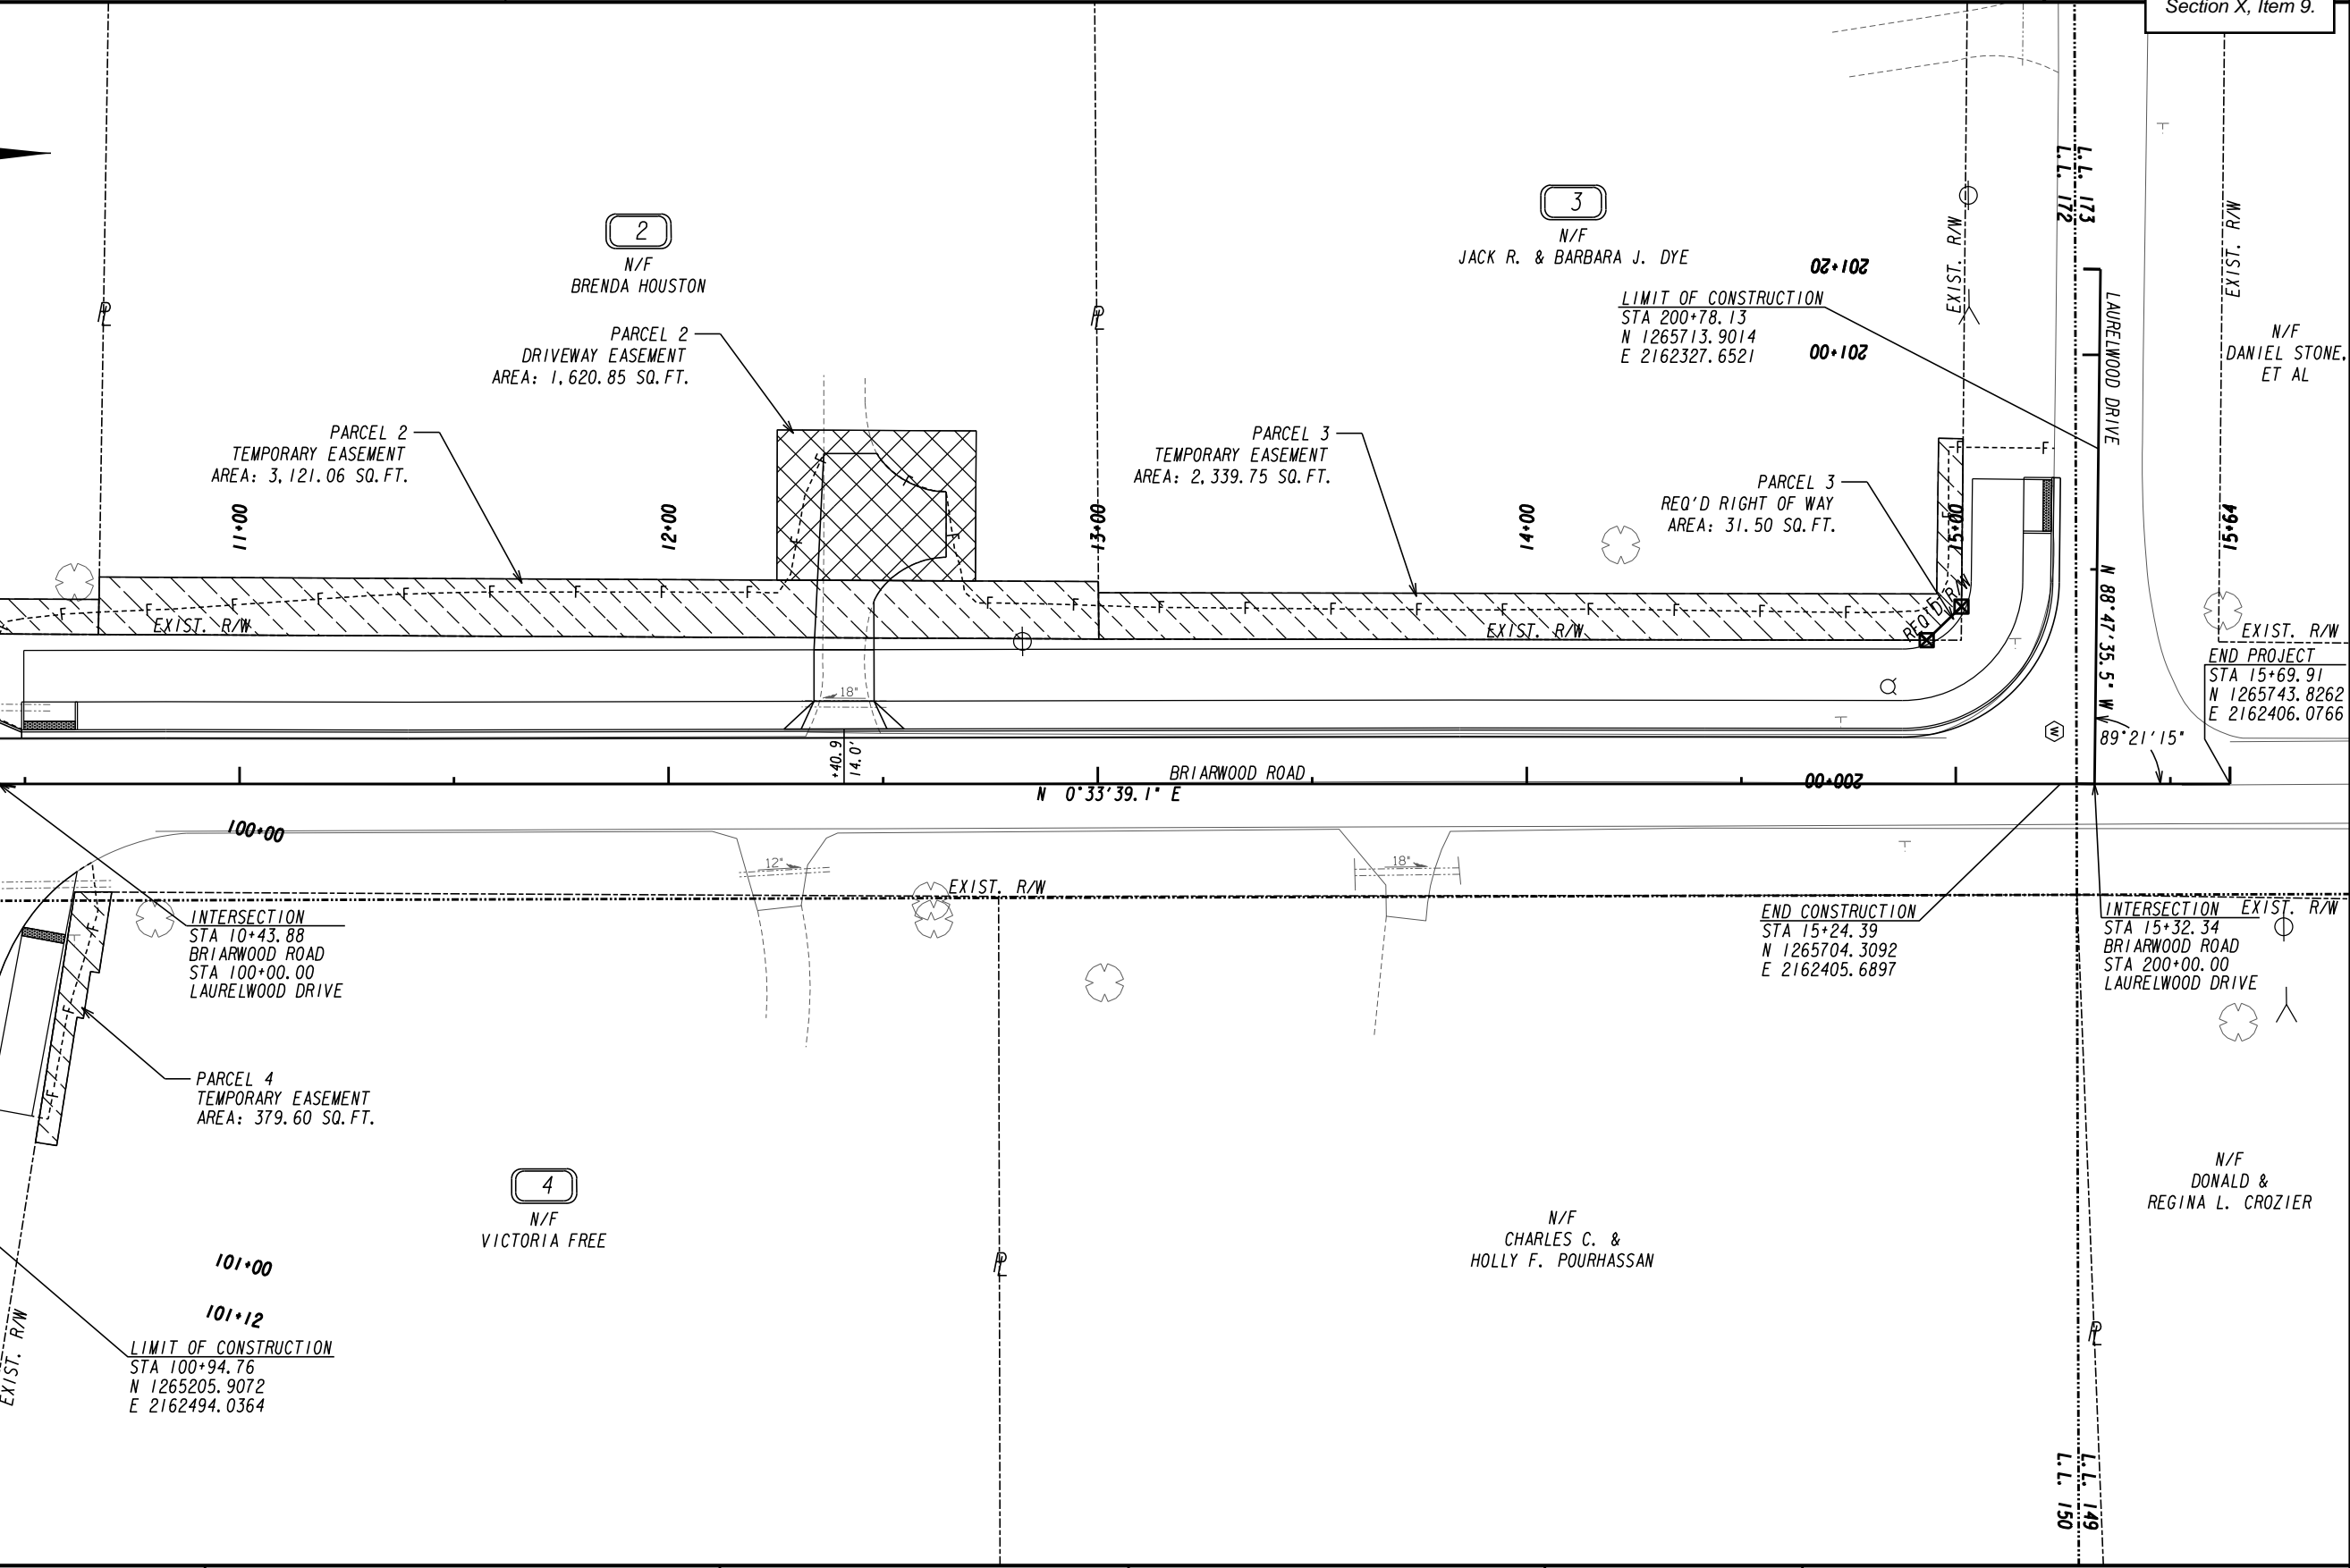 Section X, Item 9.
2
N/F
BRENDA HOUSTON
3
N/F
JACK R. & BARBARA J. DYE
201+20
201+00
LIMIT OF CONSTRUCTION
STA 200+78.13
N 1265713.9014
E 2162327.6521
L.L. 173
L.L. 172
EXIST. R/W
EXIST. R/W
LAURELWOOD DRIVE
N/F
DANIEL STONE,
ET AL
PL
PL
PARCEL 2
DRIVEWAY EASEMENT
AREA: 1,620.85 SQ.FT.
PARCEL 2
TEMPORARY EASEMENT
AREA: 3,121.06 SQ.FT.
PARCEL 3
TEMPORARY EASEMENT
AREA: 2,339.75 SQ.FT.
PARCEL 3
REQ'D RIGHT OF WAY
AREA: 31.50 SQ.FT.
11+00
12+00
13+00
14+00
15+00
15+64
F F F F F F F F F F F F
F F F F F F F F F F F F F F F F
EXIST. R/W
EXIST. R/W
REQ'D R/W
N 88°47'35.5" W
EXIST. R/W
END PROJECT
STA 15+69.91
N 1265743.8262
E 2162406.0766
89°21'15"
18"
+40.9
14.0'
W
BRIARWOOD ROAD
N 0°33'39.1" E
200+00
100+00
12"
18"
EXIST. R/W
EXIST. R/W
INTERSECTION
STA 10+43.88
BRIARWOOD ROAD
STA 100+00.00
LAURELWOOD DRIVE
END CONSTRUCTION
STA 15+24.39
N 1265704.3092
E 2162405.6897
INTERSECTION
STA 15+32.34
BRIARWOOD ROAD
STA 200+00.00
LAURELWOOD DRIVE
F F F
PARCEL 4
TEMPORARY EASEMENT
AREA: 379.60 SQ.FT.
4
N/F
VICTORIA FREE
N/F
CHARLES C. &
HOLLY F. POURHASSAN
N/F
DONALD &
REGINA L. CROZIER
101+00
101+12
PL
PL
EXIST. R/W
LIMIT OF CONSTRUCTION
STA 100+94.76
N 1265205.9072
E 2162494.0364
L.L. 149
L.L. 150